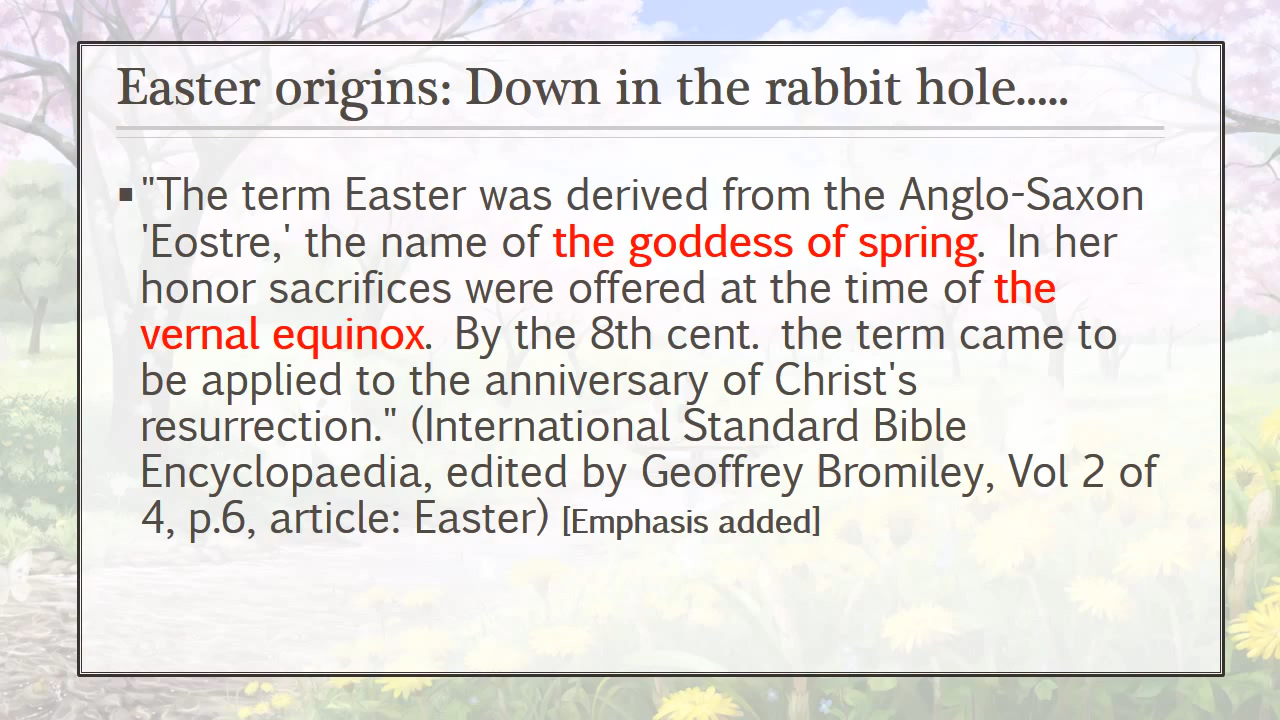 Easter origins: Down in the rabbit hole.....
▪"The term Easter was derived from the Anglo-Saxon
'Eostre,' the name of the goddess of spring.  In her
honor sacrifices were offered at the time of the
vernal equinox.  By the 8th cent.  the term came to
be applied to the anniversary of Christ's
resurrection." (International Standard Bible
Encyclopaedia, edited by Geoffrey Bromiley, Vol 2 of
4, p.6, article: Easter) [Emphasis added]